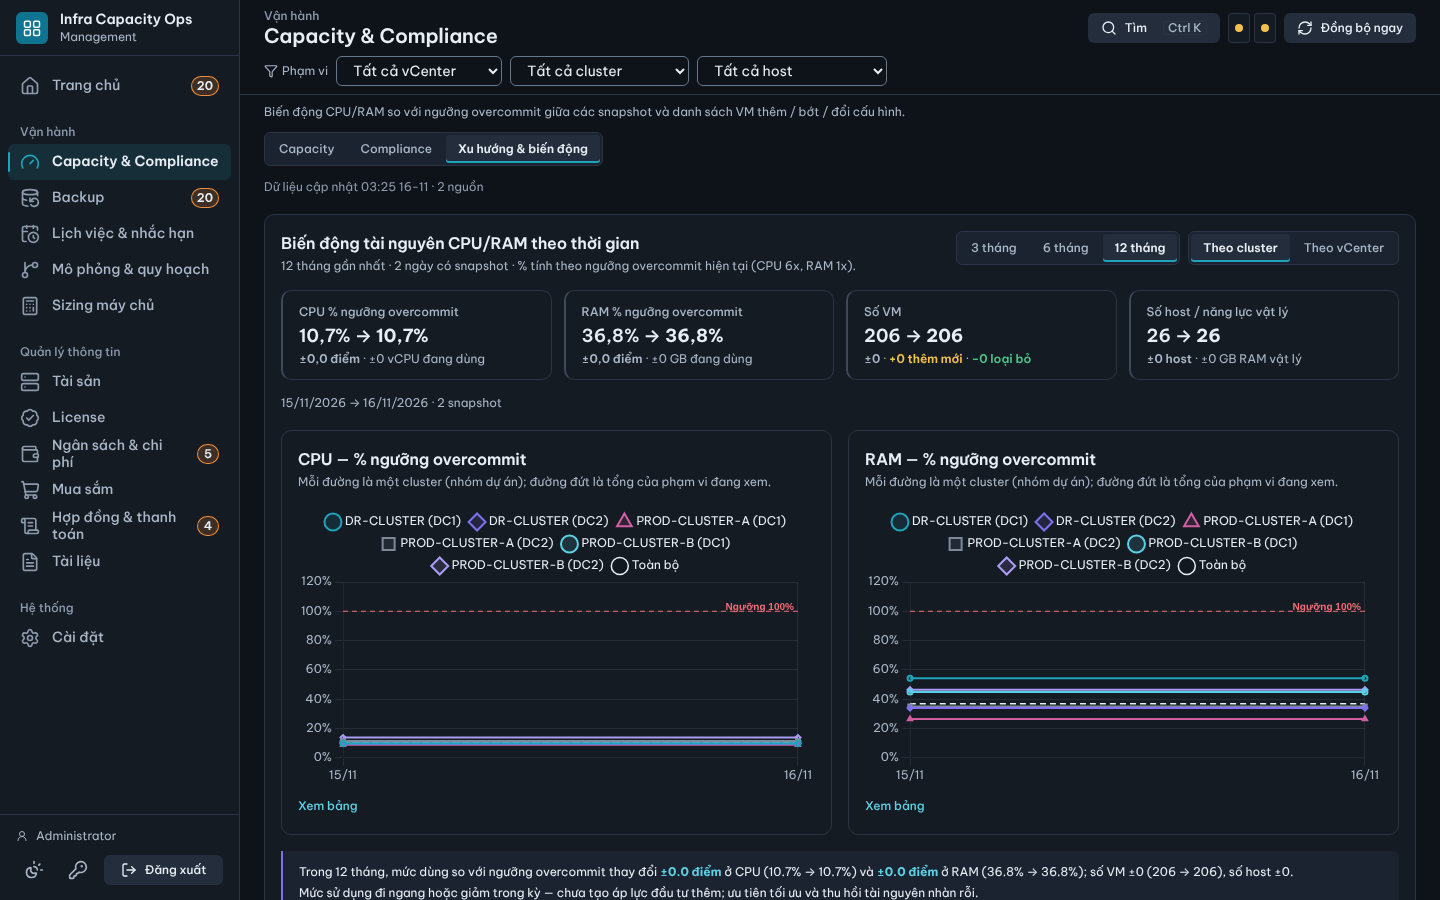 Infra Capacity Ops
Management
Trang chủ 20
Vận hành
Capacity & Compliance
Backup 20
Lịch việc & nhắc hạn
Mô phỏng & quy hoạch
Sizing máy chủ
Quản lý thông tin
Tài sản
License
Ngân sách & chi
phí 5
Mua sắm
Hợp đồng & thanh
toán 4
Tài liệu
Hệ thống
Cài đặt
Administrator
Đăng xuất
Vận hành
Capacity & Compliance
Tìm Ctrl K
Đồng bộ ngay
Phạm vi Tất cả vCenter Tất cả cluster Tất cả host
Biến động CPU/RAM so với ngưỡng overcommit giữa các snapshot và danh sách VM thêm / bớt / đổi cấu hình.
Capacity Compliance Xu hướng & biến động
Dữ liệu cập nhật 03:25 16-11 · 2 nguồn
Biến động tài nguyên CPU/RAM theo thời gian
12 tháng gần nhất · 2 ngày có snapshot · % tính theo ngưỡng overcommit hiện tại (CPU 6x, RAM 1x).
3 tháng 6 tháng 12 tháng Theo cluster Theo vCenter
CPU % ngưỡng overcommit
10,7% → 10,7%
±0,0 điểm · ±0 vCPU đang dùng
RAM % ngưỡng overcommit
36,8% → 36,8%
±0,0 điểm · ±0 GB đang dùng
Số VM
206 → 206
±0 · +0 thêm mới · −0 loại bỏ
Số host / năng lực vật lý
26 → 26
±0 host · ±0 GB RAM vật lý
15/11/2026 → 16/11/2026 · 2 snapshot
CPU — % ngưỡng overcommit
Mỗi đường là một cluster (nhóm dự án); đường đứt là tổng của phạm vi đang xem.
DR-CLUSTER (DC1) DR-CLUSTER (DC2) PROD-CLUSTER-A (DC1)
PROD-CLUSTER-A (DC2) PROD-CLUSTER-B (DC1)
PROD-CLUSTER-B (DC2) Toàn bộ
120%
100%
Ngưỡng 100%
80%
60%
40%
20%
0%
15/11 16/11
Xem bảng
RAM — % ngưỡng overcommit
Mỗi đường là một cluster (nhóm dự án); đường đứt là tổng của phạm vi đang xem.
DR-CLUSTER (DC1) DR-CLUSTER (DC2) PROD-CLUSTER-A (DC1)
PROD-CLUSTER-A (DC2) PROD-CLUSTER-B (DC1)
PROD-CLUSTER-B (DC2) Toàn bộ
120%
100%
Ngưỡng 100%
80%
60%
40%
20%
0%
15/11 16/11
Xem bảng
Trong 12 tháng, mức dùng so với ngưỡng overcommit thay đổi ±0.0 điểm ở CPU (10.7% → 10.7%) và ±0.0 điểm ở RAM (36.8% → 36.8%); số VM ±0 (206 → 206), số host ±0.
Mức sử dụng đi ngang hoặc giảm trong kỳ — chưa tạo áp lực đầu tư thêm; ưu tiên tối ưu và thu hồi tài nguyên nhàn rỗi.